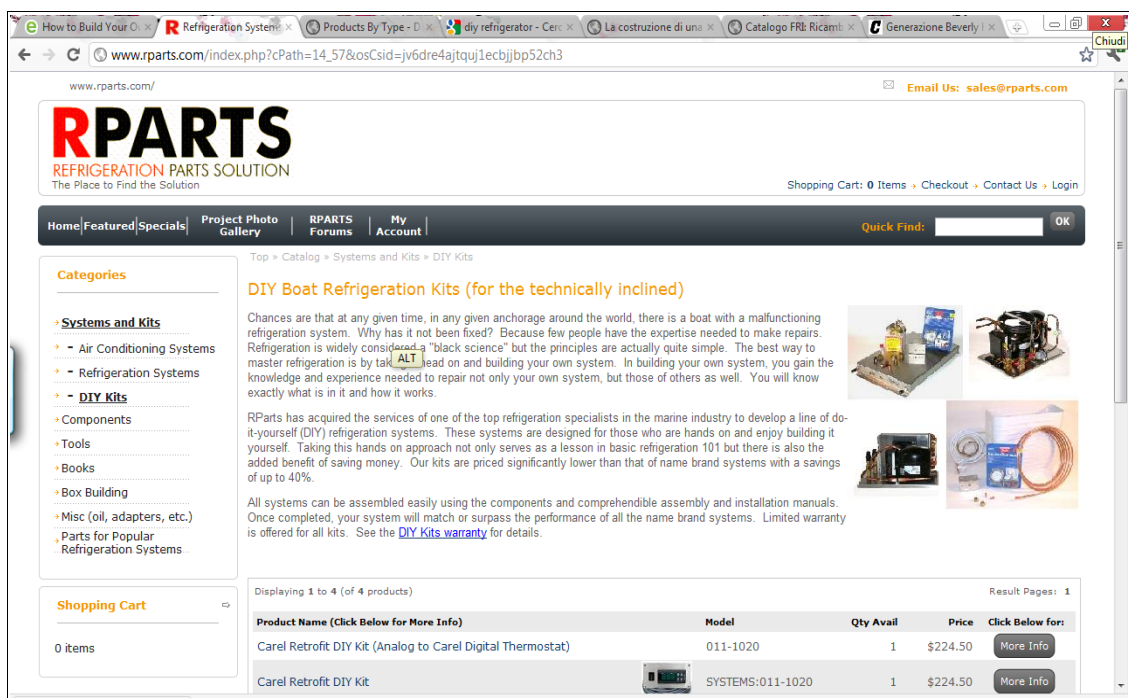 How to Build Your O
Refrigeration System
Products By Type - D
diy refrigerator - Cerc
La costruzione di una
Catalogo FRI: Ricamb
Generazione Beverly
Chiudi
www.rparts.com/index.php?cPath=14_57&osCsid=jv6dre4ajtquj1ecbjjbp52ch3
www.rparts.com/
Email Us: sales@rparts.com
RPARTS
REFRIGERATION PARTS SOLUTION
The Place to Find the Solution
Shopping Cart: 0 Items Checkout Contact Us Login
Home Featured Specials Project Photo Gallery RPARTS Forums My Account
Quick Find: OK
Top » Catalog » Systems and Kits » DIY Kits
Categories
Systems and Kits
- Air Conditioning Systems
- Refrigeration Systems
- DIY Kits
Components
Tools
Books
Box Building
Misc (oil, adapters, etc.)
Parts for Popular
Refrigeration Systems
Shopping Cart
0 items
DIY Boat Refrigeration Kits (for the technically inclined)
Chances are that at any given time, in any given anchorage around the world, there is a boat with a malfunctioning
refrigeration system. Why has it not been fixed? Because few people have the expertise needed to make repairs.
Refrigeration is widely considered a "black science" but the principles are actually quite simple. The best way to
master refrigeration is by tak ALT head on and building your own system. In building your own system, you gain the
knowledge and experience needed to repair not only your own system, but those of others as well. You will know
exactly what is in it and how it works.
RParts has acquired the services of one of the top refrigeration specialists in the marine industry to develop a line of do-
it-yourself (DIY) refrigeration systems. These systems are designed for those who are hands on and enjoy building it
yourself. Taking this hands on approach not only serves as a lesson in basic refrigeration 101 but there is also the
added benefit of saving money. Our kits are priced significantly lower than that of name brand systems with a savings
of up to 40%.
All systems can be assembled easily using the components and comprehendible assembly and installation manuals.
Once completed, your system will match or surpass the performance of all the name brand systems. Limited warranty
is offered for all kits. See the DIY Kits warranty for details.
Displaying 1 to 4 (of 4 products)
Result Pages: 1
Product Name (Click Below for More Info) Model Qty Avail Price Click Below for:
Carel Retrofit DIY Kit (Analog to Carel Digital Thermostat) 011-1020 1 $224.50 More Info
Carel Retrofit DIY Kit SYSTEMS:011-1020 1 $224.50 More Info